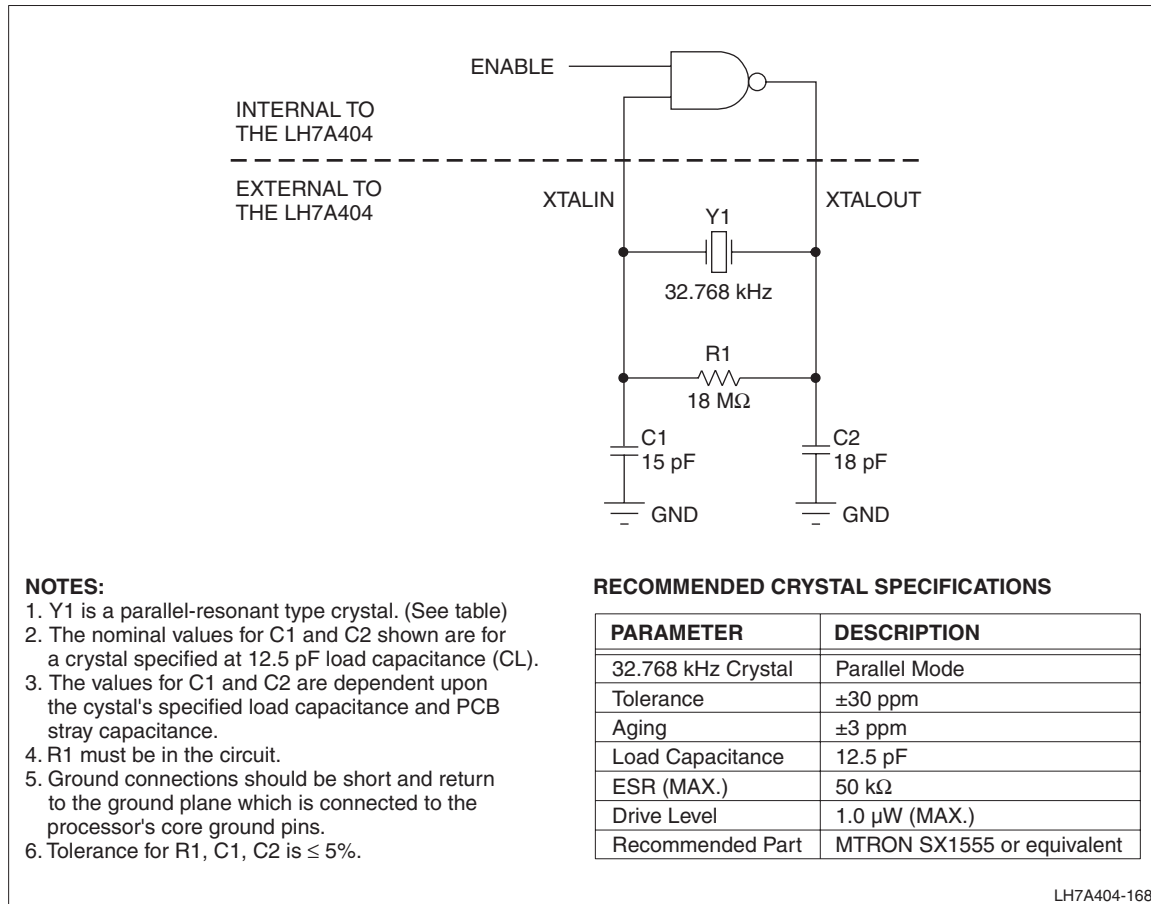 ENABLE
INTERNAL TO
THE LH7A404
EXTERNAL TO
THE LH7A404
XTALIN
XTALOUT
Y1
32.768 kHz
R1
18 MΩ
C1
15 pF
C2
18 pF
GND
GND
NOTES:
1. Y1 is a parallel-resonant type crystal. (See table)
2. The nominal values for C1 and C2 shown are for
a crystal specified at 12.5 pF load capacitance (CL).
3. The values for C1 and C2 are dependent upon
the cystal's specified load capacitance and PCB
stray capacitance.
4. R1 must be in the circuit.
5. Ground connections should be short and return
to the ground plane which is connected to the
processor's core ground pins.
6. Tolerance for R1, C1, C2 is ≤ 5%.
RECOMMENDED CRYSTAL SPECIFICATIONS
PARAMETER DESCRIPTION
32.768 kHz Crystal Parallel Mode
Tolerance ±30 ppm
Aging ±3 ppm
Load Capacitance 12.5 pF
ESR (MAX.) 50 kΩ
Drive Level 1.0 µW (MAX.)
Recommended Part MTRON SX1555 or equivalent
LH7A404-168